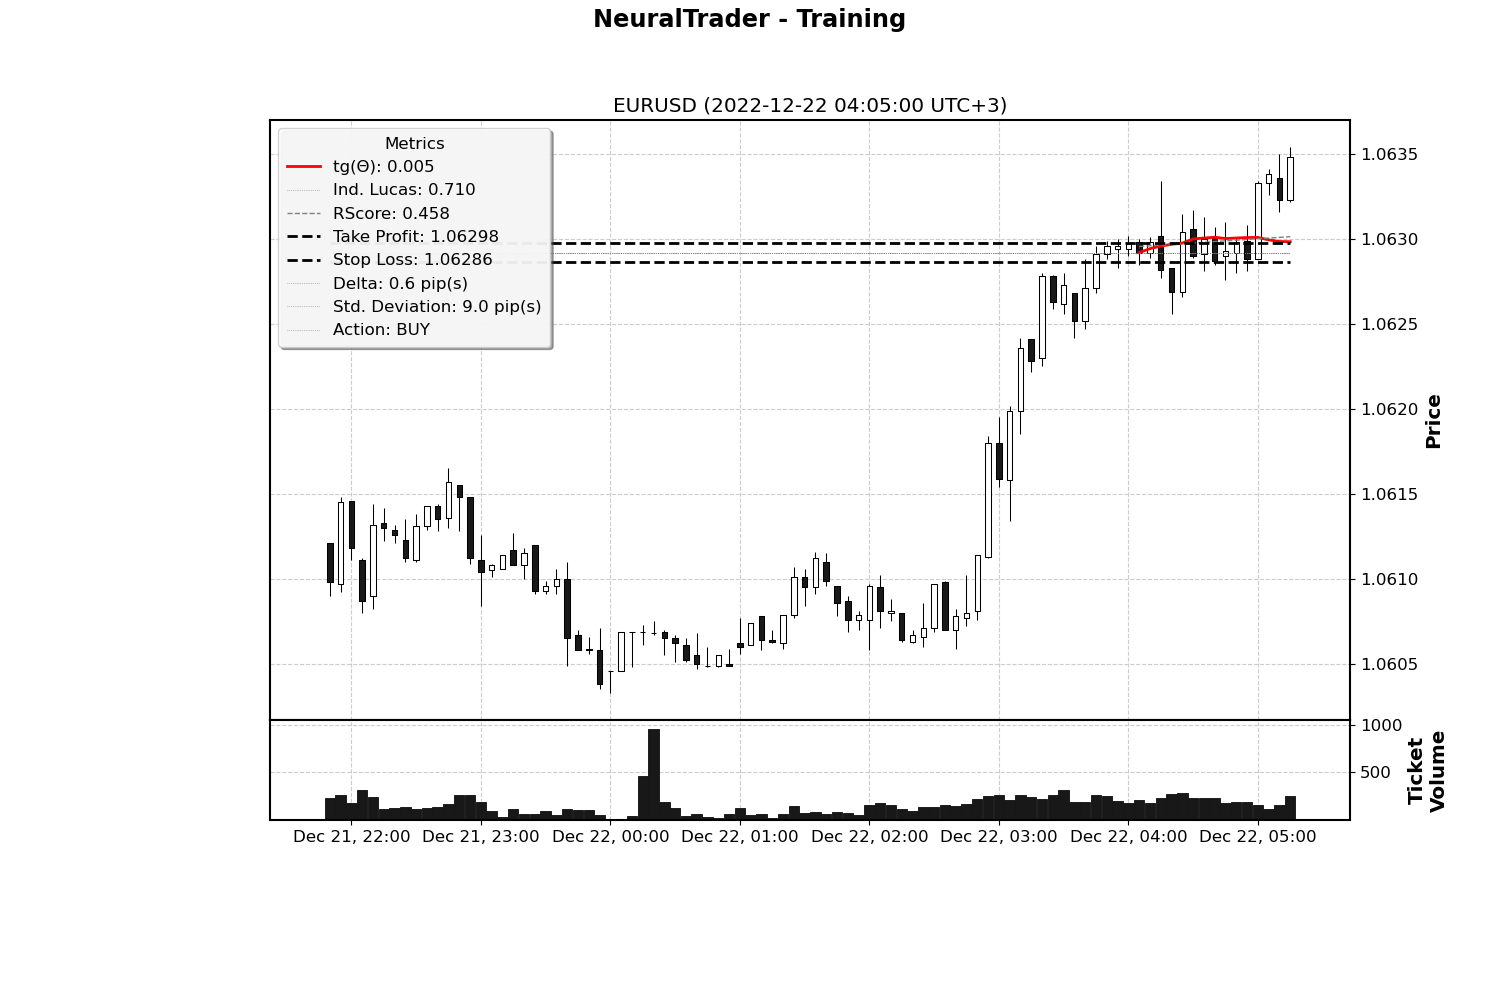 NeuralTrader - Training
EURUSD (2022-12-22 04:05:00 UTC+3)
Metrics
tg(Θ): 0.005
Ind. Lucas: 0.710
RScore: 0.458
Take Profit: 1.06298
Stop Loss: 1.06286
Delta: 0.6 pip(s)
Std. Deviation: 9.0 pip(s)
Action: BUY
1.0635
1.0630
1.0625
1.0620
1.0615
1.0610
1.0605
Price
1000
500
Ticket
Volume
Dec 21, 22:00
Dec 21, 23:00
Dec 22, 00:00
Dec 22, 01:00
Dec 22, 02:00
Dec 22, 03:00
Dec 22, 04:00
Dec 22, 05:00